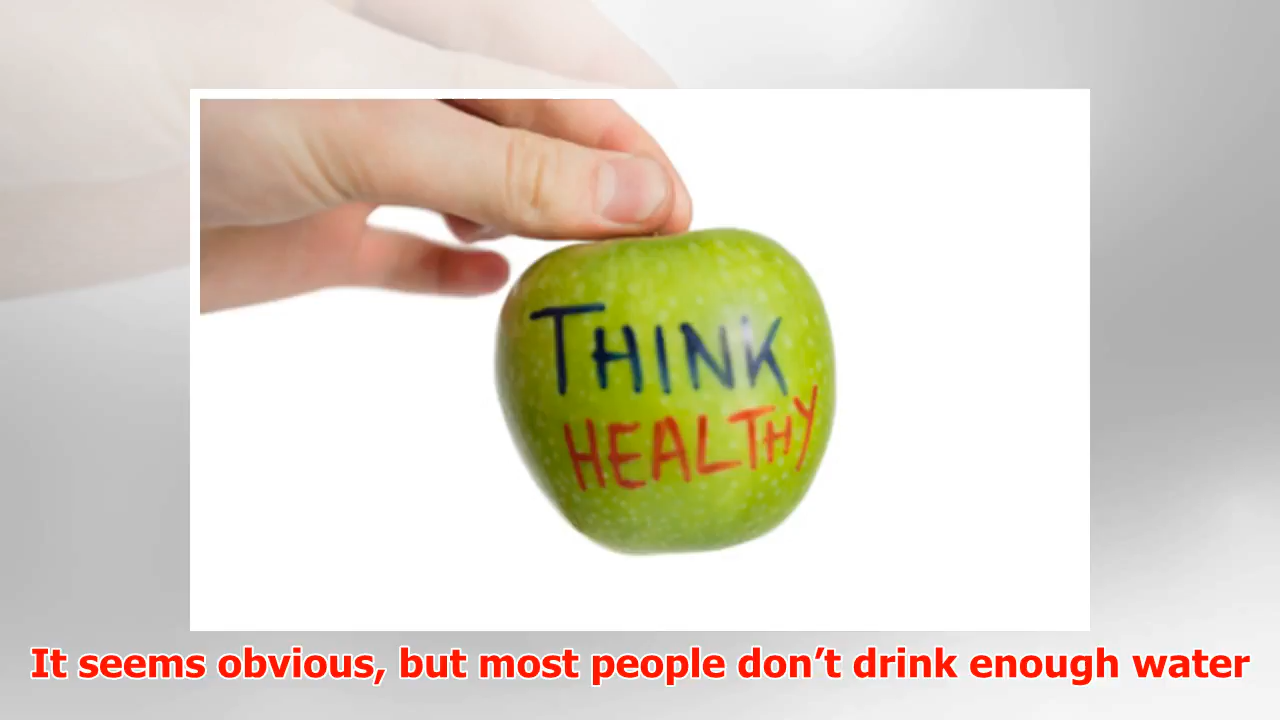 THINK
HEALTHY
It seems obvious, but most people don’t drink enough water